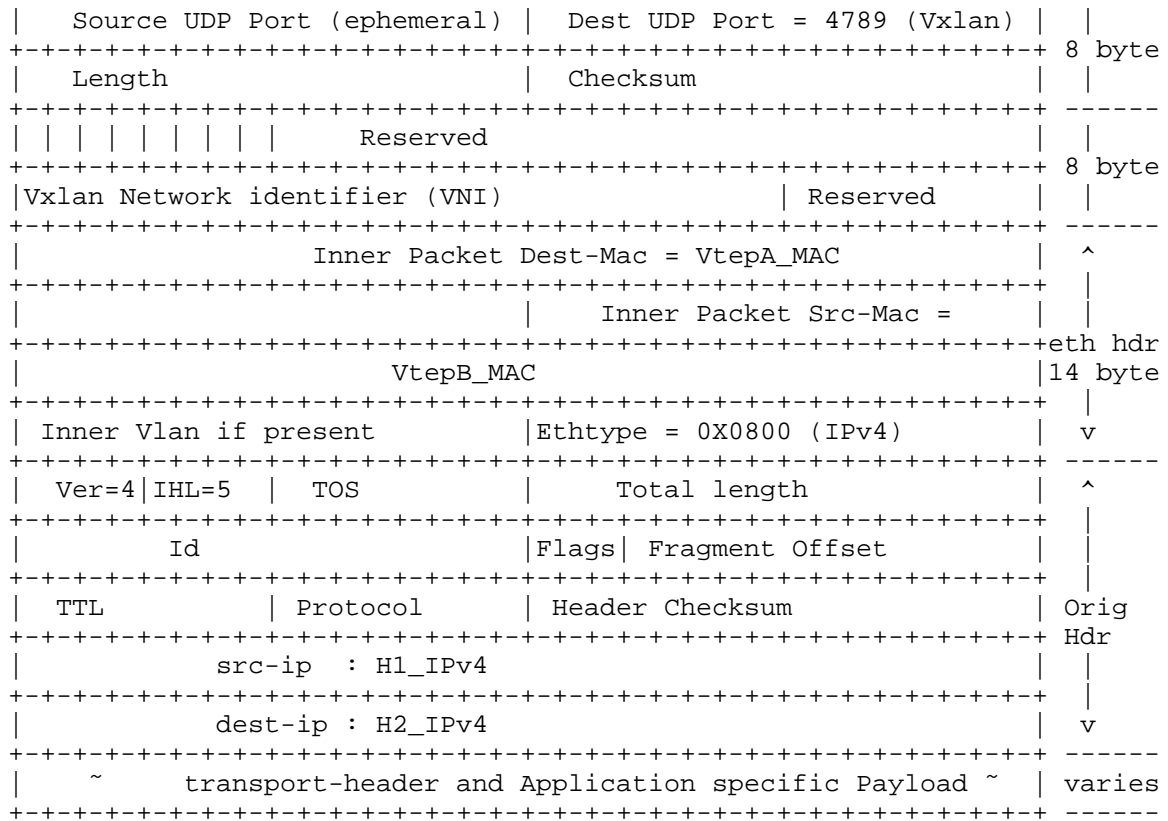 |   Source UDP Port (ephemeral) |  Dest UDP Port = 4789 (Vxlan) |  |
+-+-+-+-+-+-+-+-+-+-+-+-+-+-+-+-+-+-+-+-+-+-+-+-+-+-+-+-+-+-+-+-+ 8 byte
|   Length                      |  Checksum                     |  |
+-+-+-+-+-+-+-+-+-+-+-+-+-+-+-+-+-+-+-+-+-+-+-+-+-+-+-+-+-+-+-+-+ ------
| | | | | | | | |     Reserved                                  |  |
+-+-+-+-+-+-+-+-+-+-+-+-+-+-+-+-+-+-+-+-+-+-+-+-+-+-+-+-+-+-+-+-+ 8 byte
|Vxlan Network identifier (VNI)                 | Reserved      |  |
+-+-+-+-+-+-+-+-+-+-+-+-+-+-+-+-+-+-+-+-+-+-+-+-+-+-+-+-+-+-+-+-+ ------
|                  Inner Packet Dest-Mac = VtepA_MAC            |  ^
+-+-+-+-+-+-+-+-+-+-+-+-+-+-+-+-+-+-+-+-+-+-+-+-+-+-+-+-+-+-+-+-+  |
|                               |    Inner Packet Src-Mac =     |  |
+-+-+-+-+-+-+-+-+-+-+-+-+-+-+-+-+-+-+-+-+-+-+-+-+-+-+-+-+-+-+-+-+eth hdr
|                       VtepB_MAC                               |14 byte
+-+-+-+-+-+-+-+-+-+-+-+-+-+-+-+-+-+-+-+-+-+-+-+-+-+-+-+-+-+-+-+-+  |
| Inner Vlan if present         |Ethtype = 0X0800 (IPv4)        |  v
+-+-+-+-+-+-+-+-+-+-+-+-+-+-+-+-+-+-+-+-+-+-+-+-+-+-+-+-+-+-+-+-+ ------
|  Ver=4|IHL=5  |  TOS          |     Total length              |  ^
+-+-+-+-+-+-+-+-+-+-+-+-+-+-+-+-+-+-+-+-+-+-+-+-+-+-+-+-+-+-+-+-+  |
|         Id                    |Flags| Fragment Offset         |  |
+-+-+-+-+-+-+-+-+-+-+-+-+-+-+-+-+-+-+-+-+-+-+-+-+-+-+-+-+-+-+-+-+  |
|  TTL          | Protocol      | Header Checksum               | Orig
+-+-+-+-+-+-+-+-+-+-+-+-+-+-+-+-+-+-+-+-+-+-+-+-+-+-+-+-+-+-+-+-+ Hdr
|            src-ip  : H1_IPv4                                  |  |
+-+-+-+-+-+-+-+-+-+-+-+-+-+-+-+-+-+-+-+-+-+-+-+-+-+-+-+-+-+-+-+-+  |
|            dest-ip : H2_IPv4                                  |  v
+-+-+-+-+-+-+-+-+-+-+-+-+-+-+-+-+-+-+-+-+-+-+-+-+-+-+-+-+-+-+-+-+ ------
|    ~     transport-header and Application specific Payload ~  | varies
+-+-+-+-+-+-+-+-+-+-+-+-+-+-+-+-+-+-+-+-+-+-+-+-+-+-+-+-+-+-+-+-+ ------